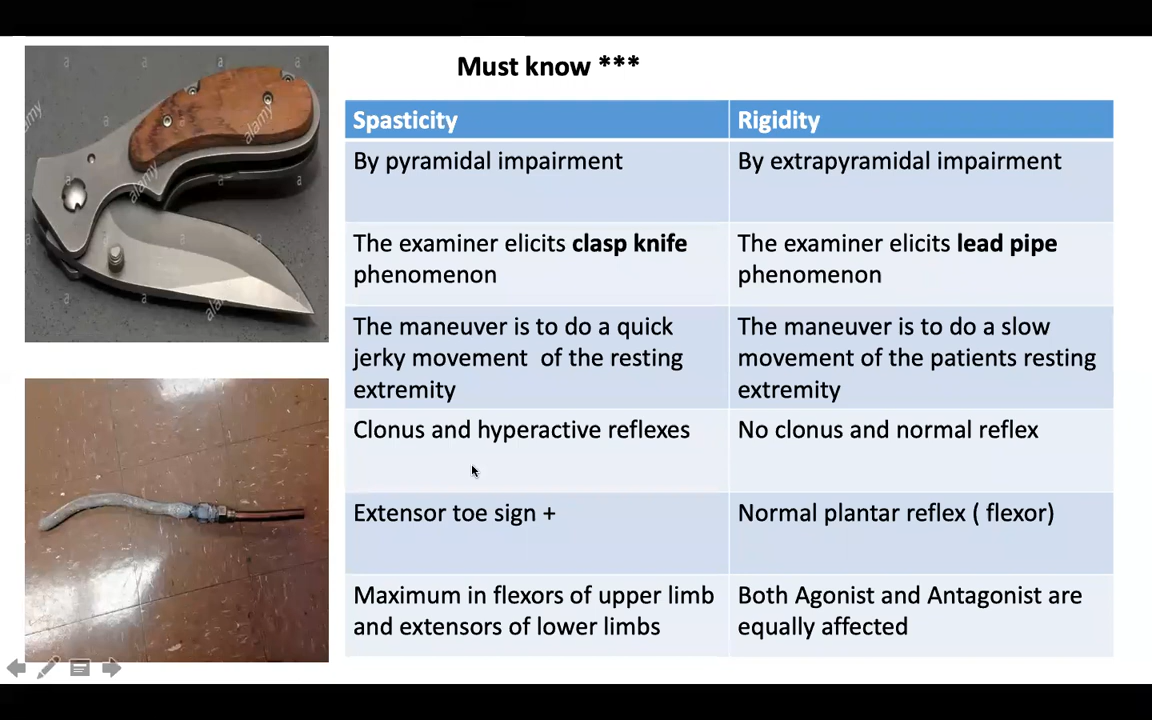 Must know ***
Spasticity
Rigidity
By pyramidal impairment
By extrapyramidal impairment
The examiner elicits clasp knife
phenomenon
The examiner elicits lead pipe
phenomenon
The maneuver is to do a quick
jerky movement of the resting
extremity
The maneuver is to do a slow
movement of the patients resting
extremity
Clonus and hyperactive reflexes
No clonus and normal reflex
Extensor toe sign +
Normal plantar reflex ( flexor)
Maximum in flexors of upper limb
and extensors of lower limbs
Both Agonist and Antagonist are
equally affected
alamy
alamy
alamy
alamy
a
a
a
a
a
a
a
a
a